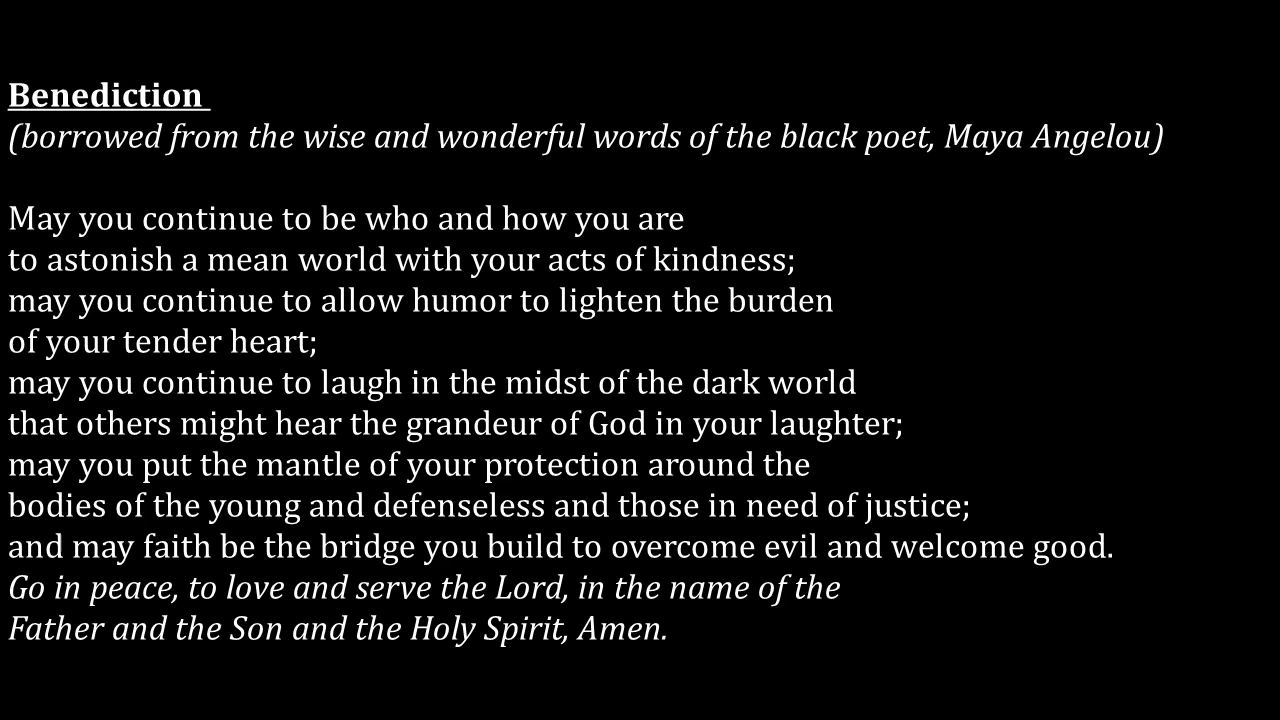 Benediction
(borrowed from the wise and wonderful words of the black poet, Maya Angelou)
May you continue to be who and how you are
to astonish a mean world with your acts of kindness;
may you continue to allow humor to lighten the burden
of your tender heart;
may you continue to laugh in the midst of the dark world
that others might hear the grandeur of God in your laughter;
may you put the mantle of your protection around the
bodies of the young and defenseless and those in need of justice;
and may faith be the bridge you build to overcome evil and welcome good.
Go in peace, to love and serve the Lord, in the name of the
Father and the Son and the Holy Spirit, Amen.